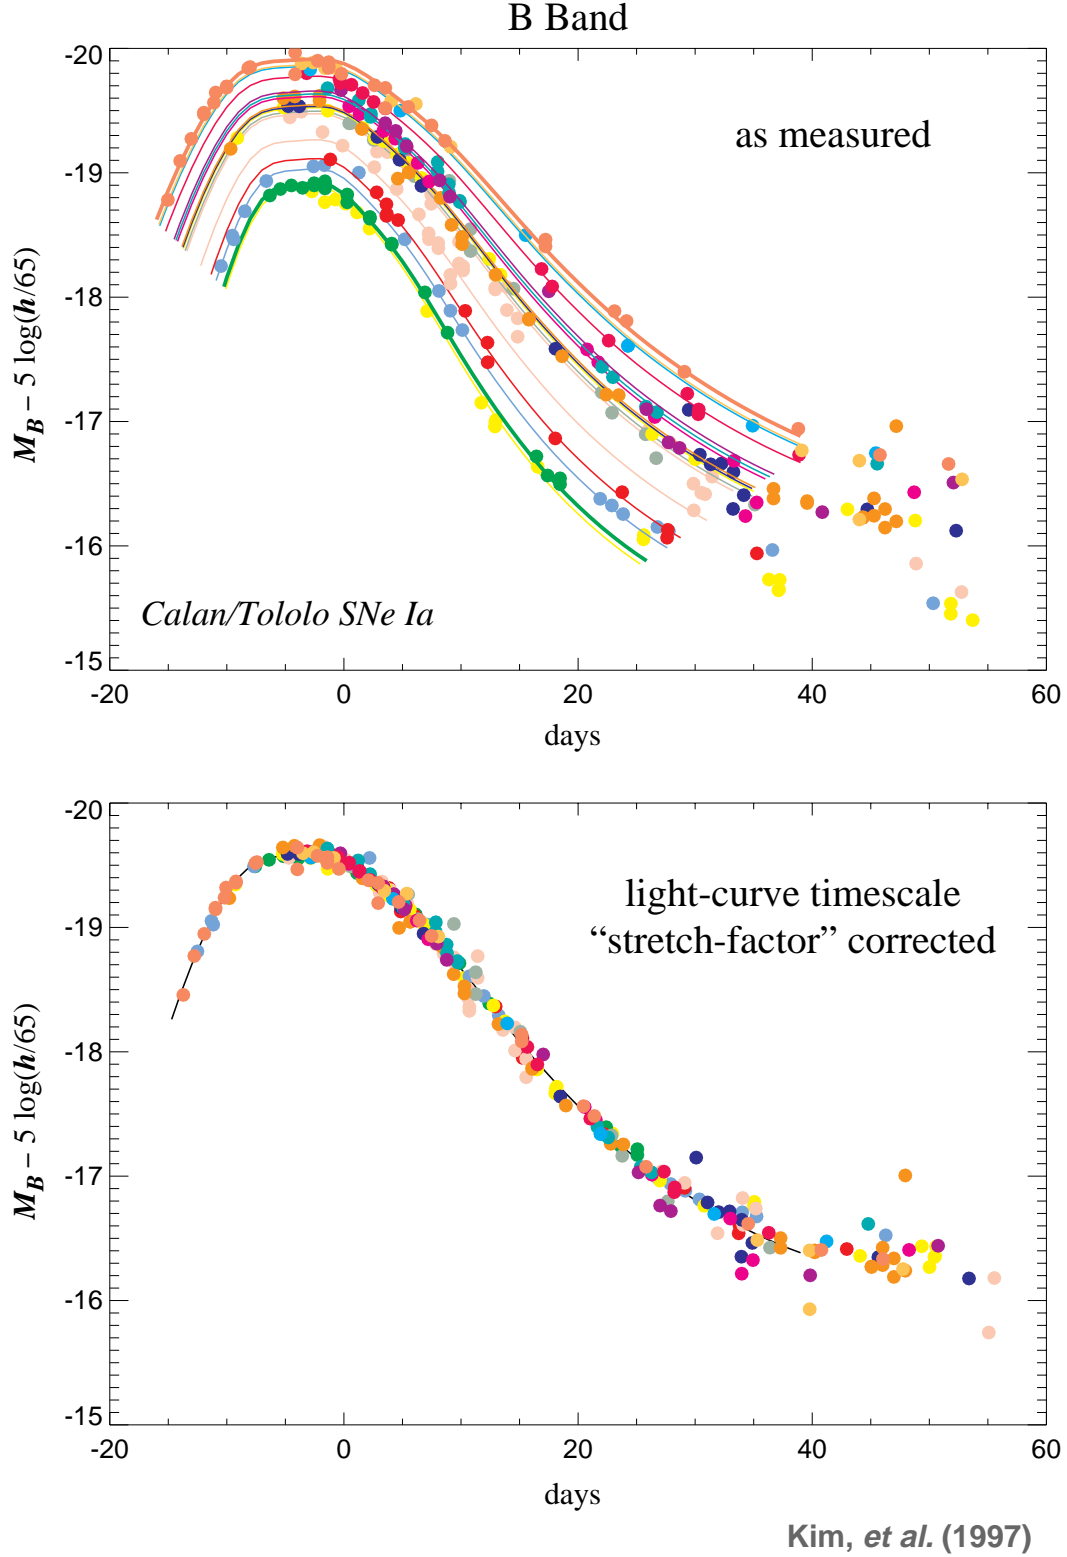 B Band
-20
-19
-18
-17
-16
-15
M_B – 5 log(h/65)
as measured
Calan/Tololo SNe Ia
-20
0
20
40
60
days
-20
-19
-18
-17
-16
-15
M_B – 5 log(h/65)
light-curve timescale
“stretch-factor” corrected
-20
0
20
40
60
days
Kim, et al. (1997)